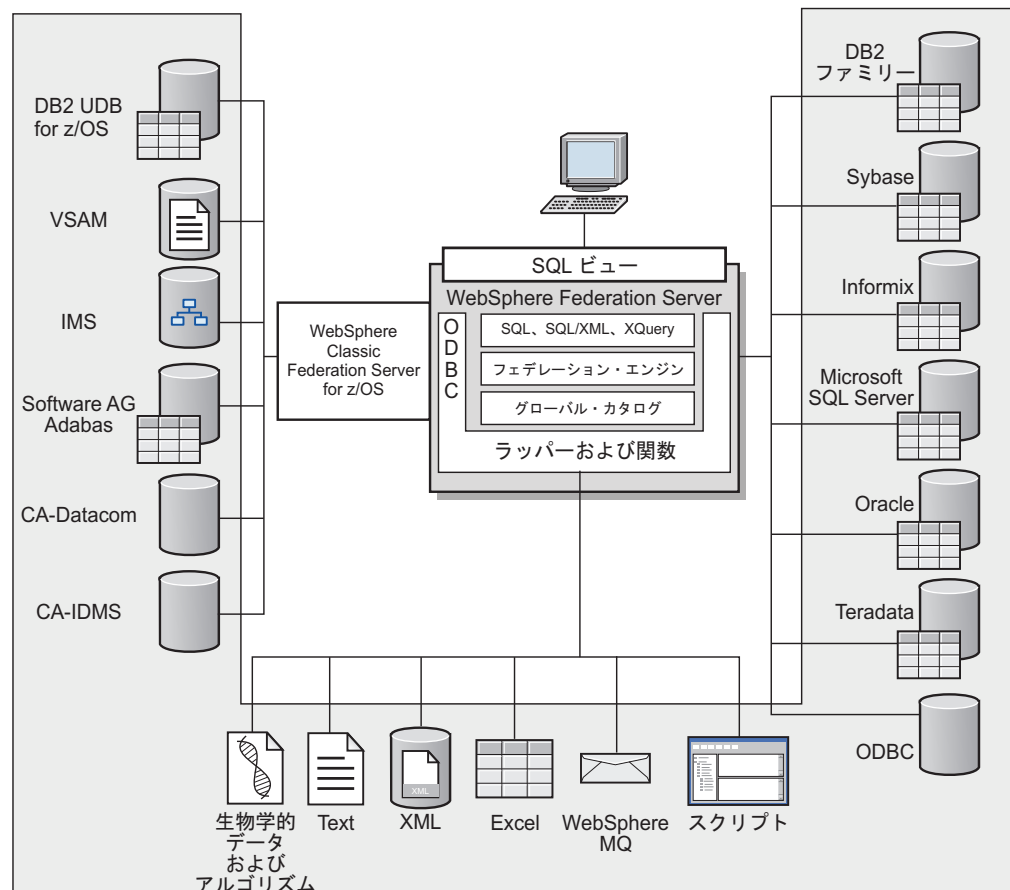 DB2 UDB
for z/OS
VSAM
IMS
Software AG
Adabas
CA-Datacom
CA-IDMS
WebSphere
Classic
Federation Server
for z/OS
SQL ビュー
WebSphere Federation Server
ODBC
SQL、SQL/XML、XQuery
フェデレーション・エンジン
グローバル・カタログ
ラッパーおよび関数
DB2
ファミリー
Sybase
Informix
Microsoft
SQL Server
Oracle
Teradata
ODBC
生物学的
データ
および
アルゴリズム
Text
XML
XML
Excel
WebSphere
MQ
スクリプト